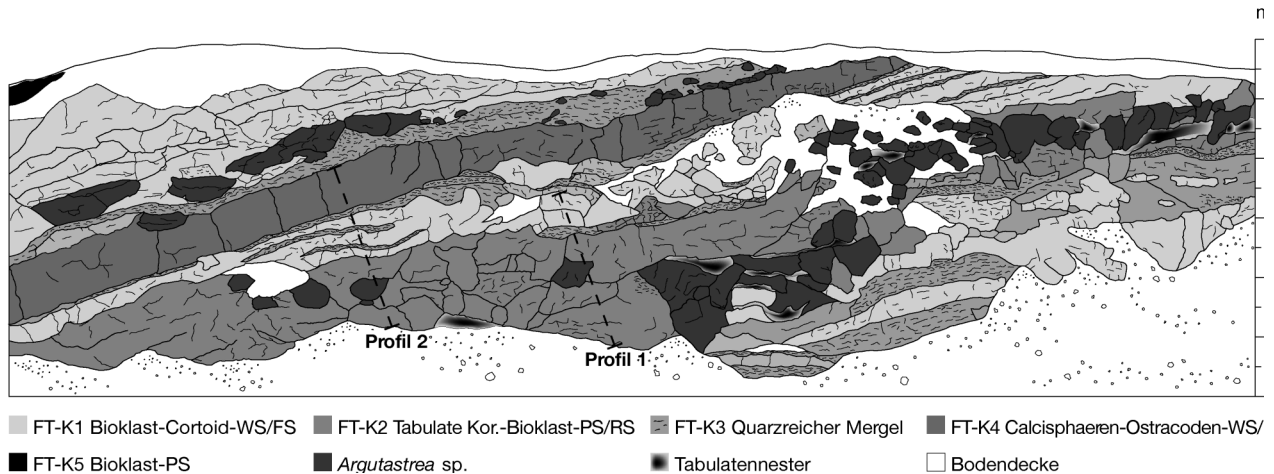 n
Profil 2
Profil 1
FT-K1 Bioklast-Cortoid-WS/FS FT-K2 Tabulate Kor.-Bioklast-PS/RS FT-K3 Quarzreicher Mergel FT-K4 Calcisphaeren-Ostracoden-WS/
FT-K5 Bioklast-PS Argutastrea sp. Tabulatennester Bodendecke